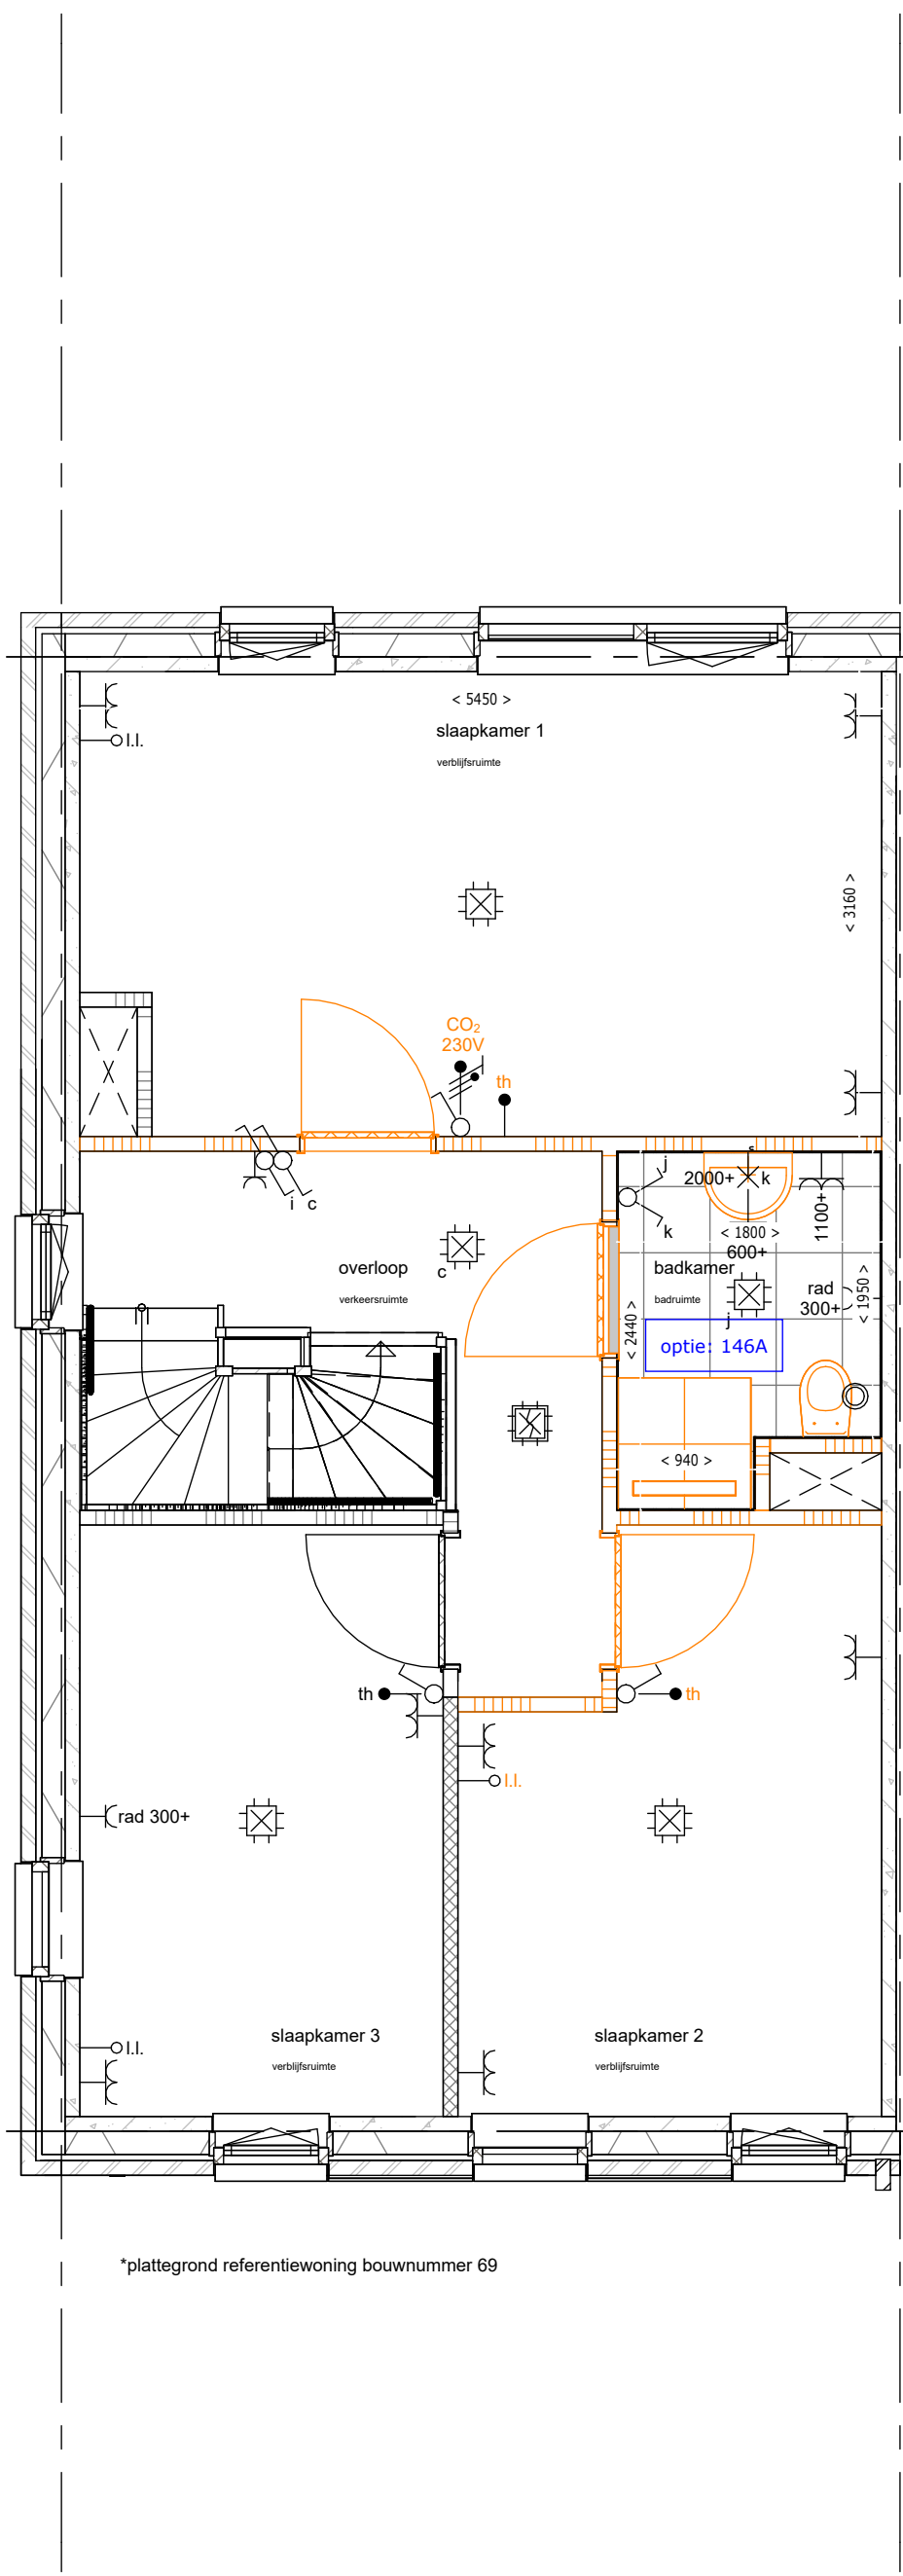 < 5450 >
slaapkamer 1
verblijfsruimte
l.l.
< 3160 >
CO₂
230V
th
i c
j
2000+ k
s
k
1100+
< 1800 >
600+
overloop
verkeersruimte
c
badkamer
badruimte
rad
300+
< 1950 >
j
< 2440 >
optie: 146A
< 940 >
th
th
l.l.
rad 300+
slaapkamer 3
verblijfsruimte
slaapkamer 2
verblijfsruimte
l.l.
*plattegrond referentiewoning bouwnummer 69